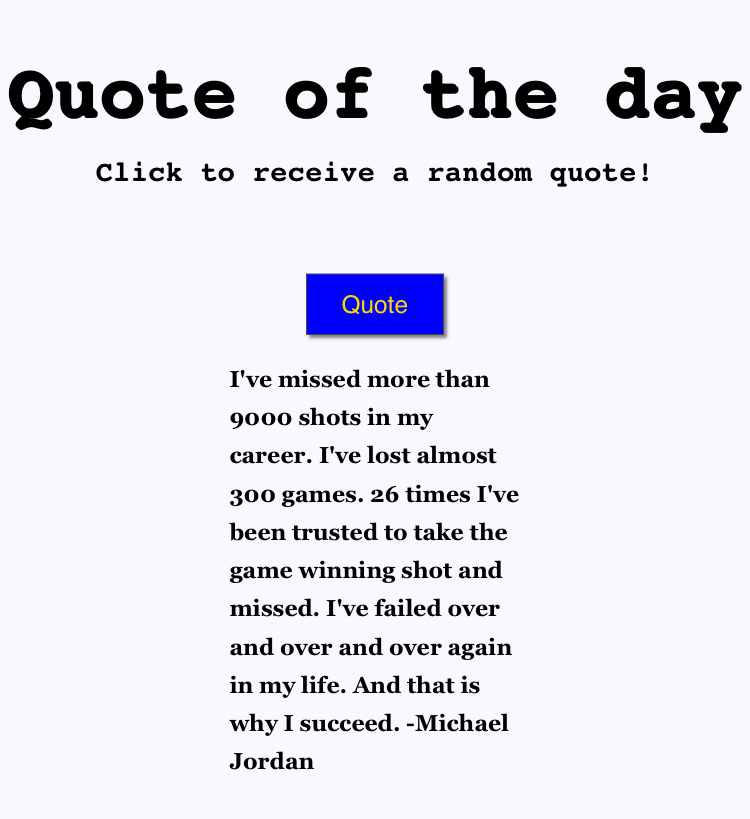 Quote of the day
Click to receive a random quote!
Quote
I've missed more than
9000 shots in my
career. I've lost almost
300 games. 26 times I've
been trusted to take the
game winning shot and
missed. I've failed over
and over and over again
in my life. And that is
why I succeed. -Michael
Jordan